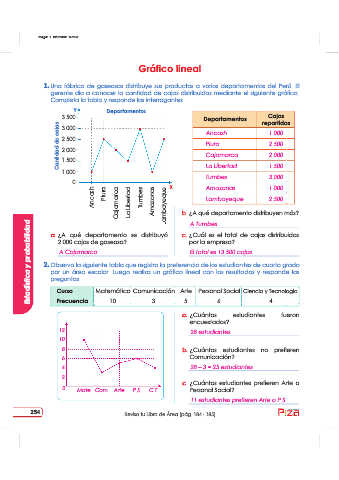 Gráfico lineal
1. Una fábrica de gaseosas distribuye sus productos a varios departamentos del Perú. El
gerente dio a conocer la cantidad de cajas distribuidas mediante el siguiente gráfico.
Completa la tabla y responde las interrogantes.
Y
Departamentos
Cantidad de cajas
3 500
3 000
2 500
2 000
1 500
1 000
0
X
Ancash
Piura
Cajamarca
La Libertad
Tumbes
Amazonas
Lambayeque
Departamentos Cajas repartidas
Ancash 1 000
Piura 2 500
Cajamarca 2 000
La Libertad 1 500
Tumbes 3 000
Amazonas 1 000
Lambayeque 2 500
a. ¿A qué departamento se distribuyó
2 000 cajas de gaseosa?
A Cajamarca
b. ¿A qué departamento distribuyen más?
A Tumbes
c. ¿Cuál es el total de cajas distribuidas
por la empresa?
El total es 13 500 cajas
2. Observa la siguiente tabla que registra la preferencia de los estudiantes de cuarto grado
por un área escolar. Luego realiza un gráfico lineal con los resultados y responde las
preguntas.
Curso Matemática Comunicación Arte Personal Social Ciencia y Tecnología
Frecuencia 10 3 5 6 4
12
10
8
6
4
2
0
Mate Com Arte P.S. C.T.
a. ¿Cuántos estudiantes fueron
encuestados?
28 estudiantes
b. ¿Cuántos estudiantes no prefieren
Comunicación?
28 – 3 = 25 estudiantes
c. ¿Cuántos estudiantes prefieren Arte o
Personal Social?
11 estudiantes prefieren Arte o P.S.
Estadística y probabilidad
254
Revisa tu Libro de Área (pág. 184 - 185)